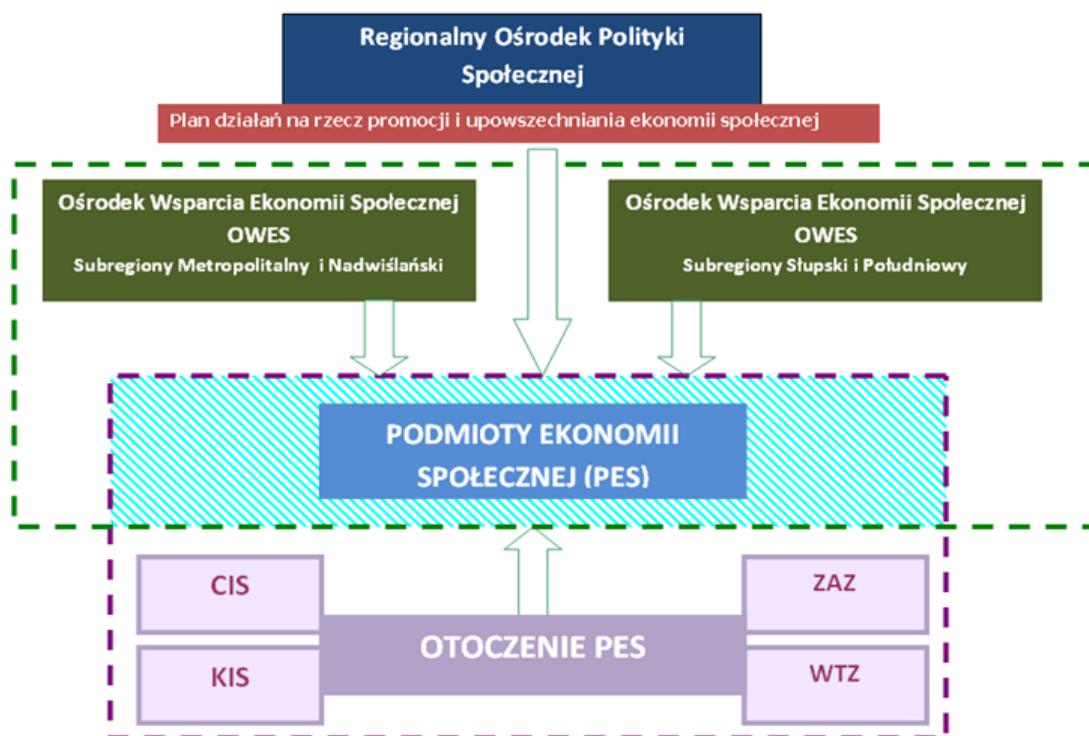 Regionalny Ośrodek Polityki
Społecznej
Plan działań na rzecz promocji i upowszechniania ekonomii społecznej
Ośrodek Wsparcia Ekonomii Społecznej
OWES
Subregiony Metropolitalny i Nadwiślański
Ośrodek Wsparcia Ekonomii Społecznej
OWES
Subregiony Słupski i Południowy
PODMIOTY EKONOMII
SPOŁECZNEJ (PES)
CIS
ZAZ
OTOCZENIE PES
KIS
WTZ